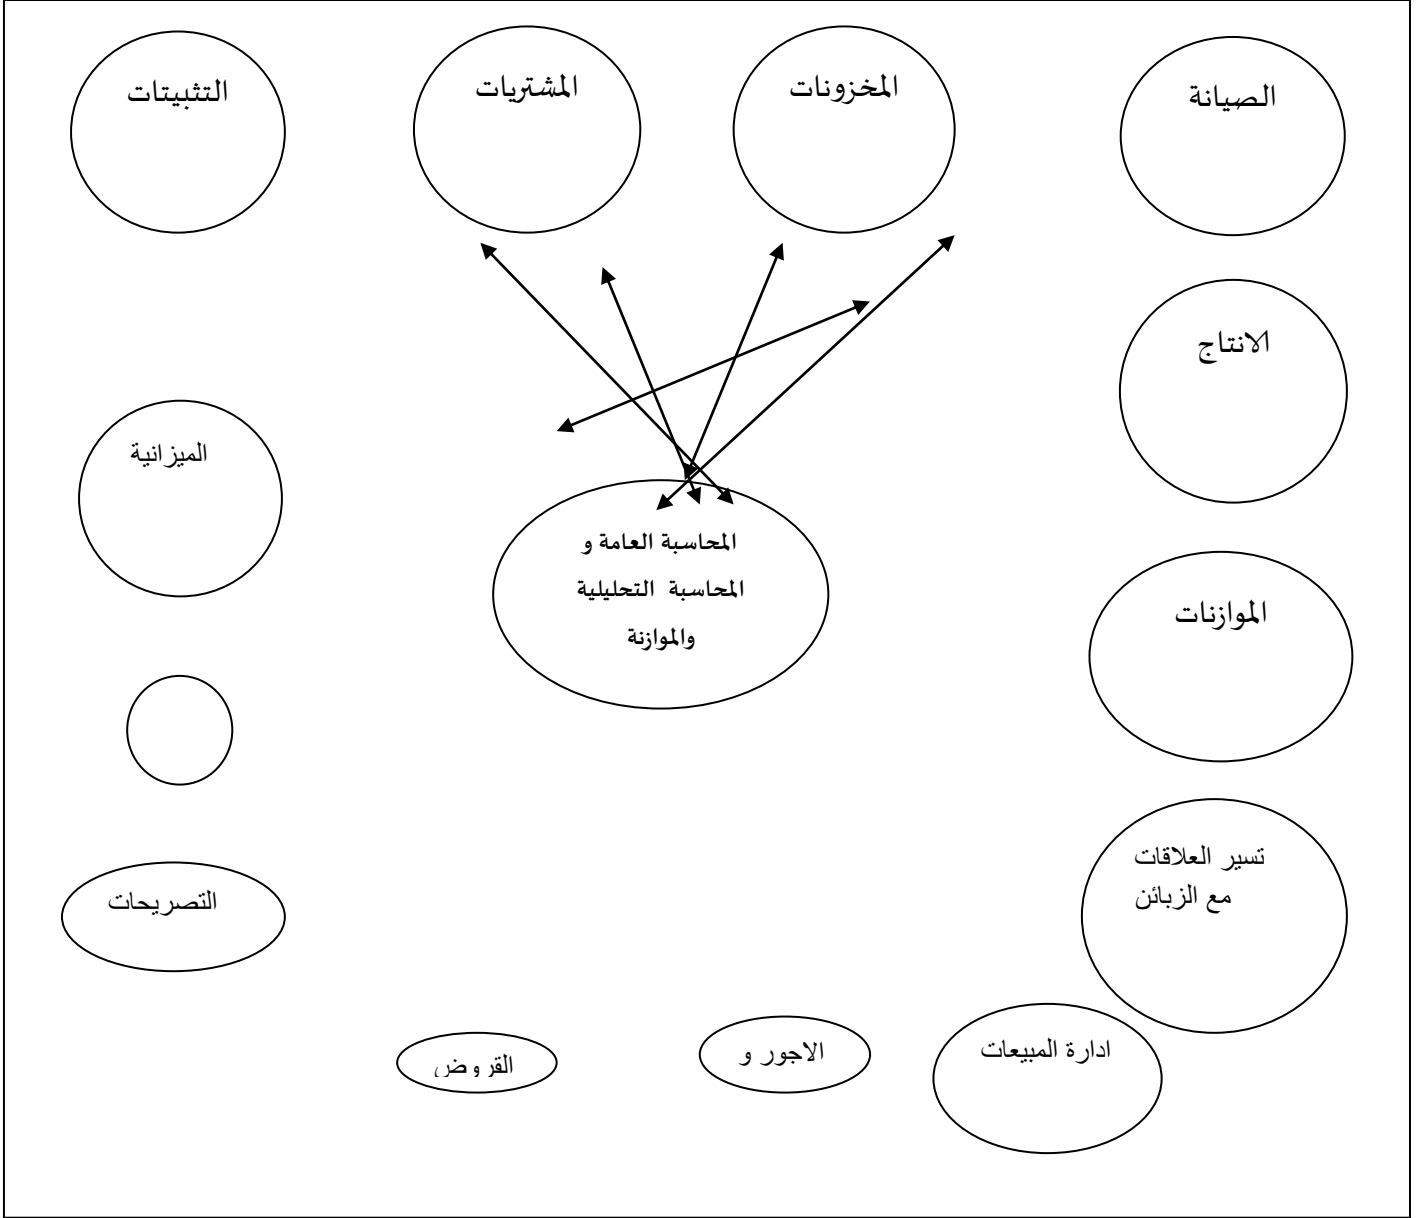 الصيانة
المخزونات
المشتريات
التثبيتات
الانتاج
الميزانية
المحاسبة العامة و
المحاسبة التحليلية
والموازنة
الموازنات
تسير العلاقات
مع الزبائن
التصريحات
ادارة المبيعات
الاجور و
القروض